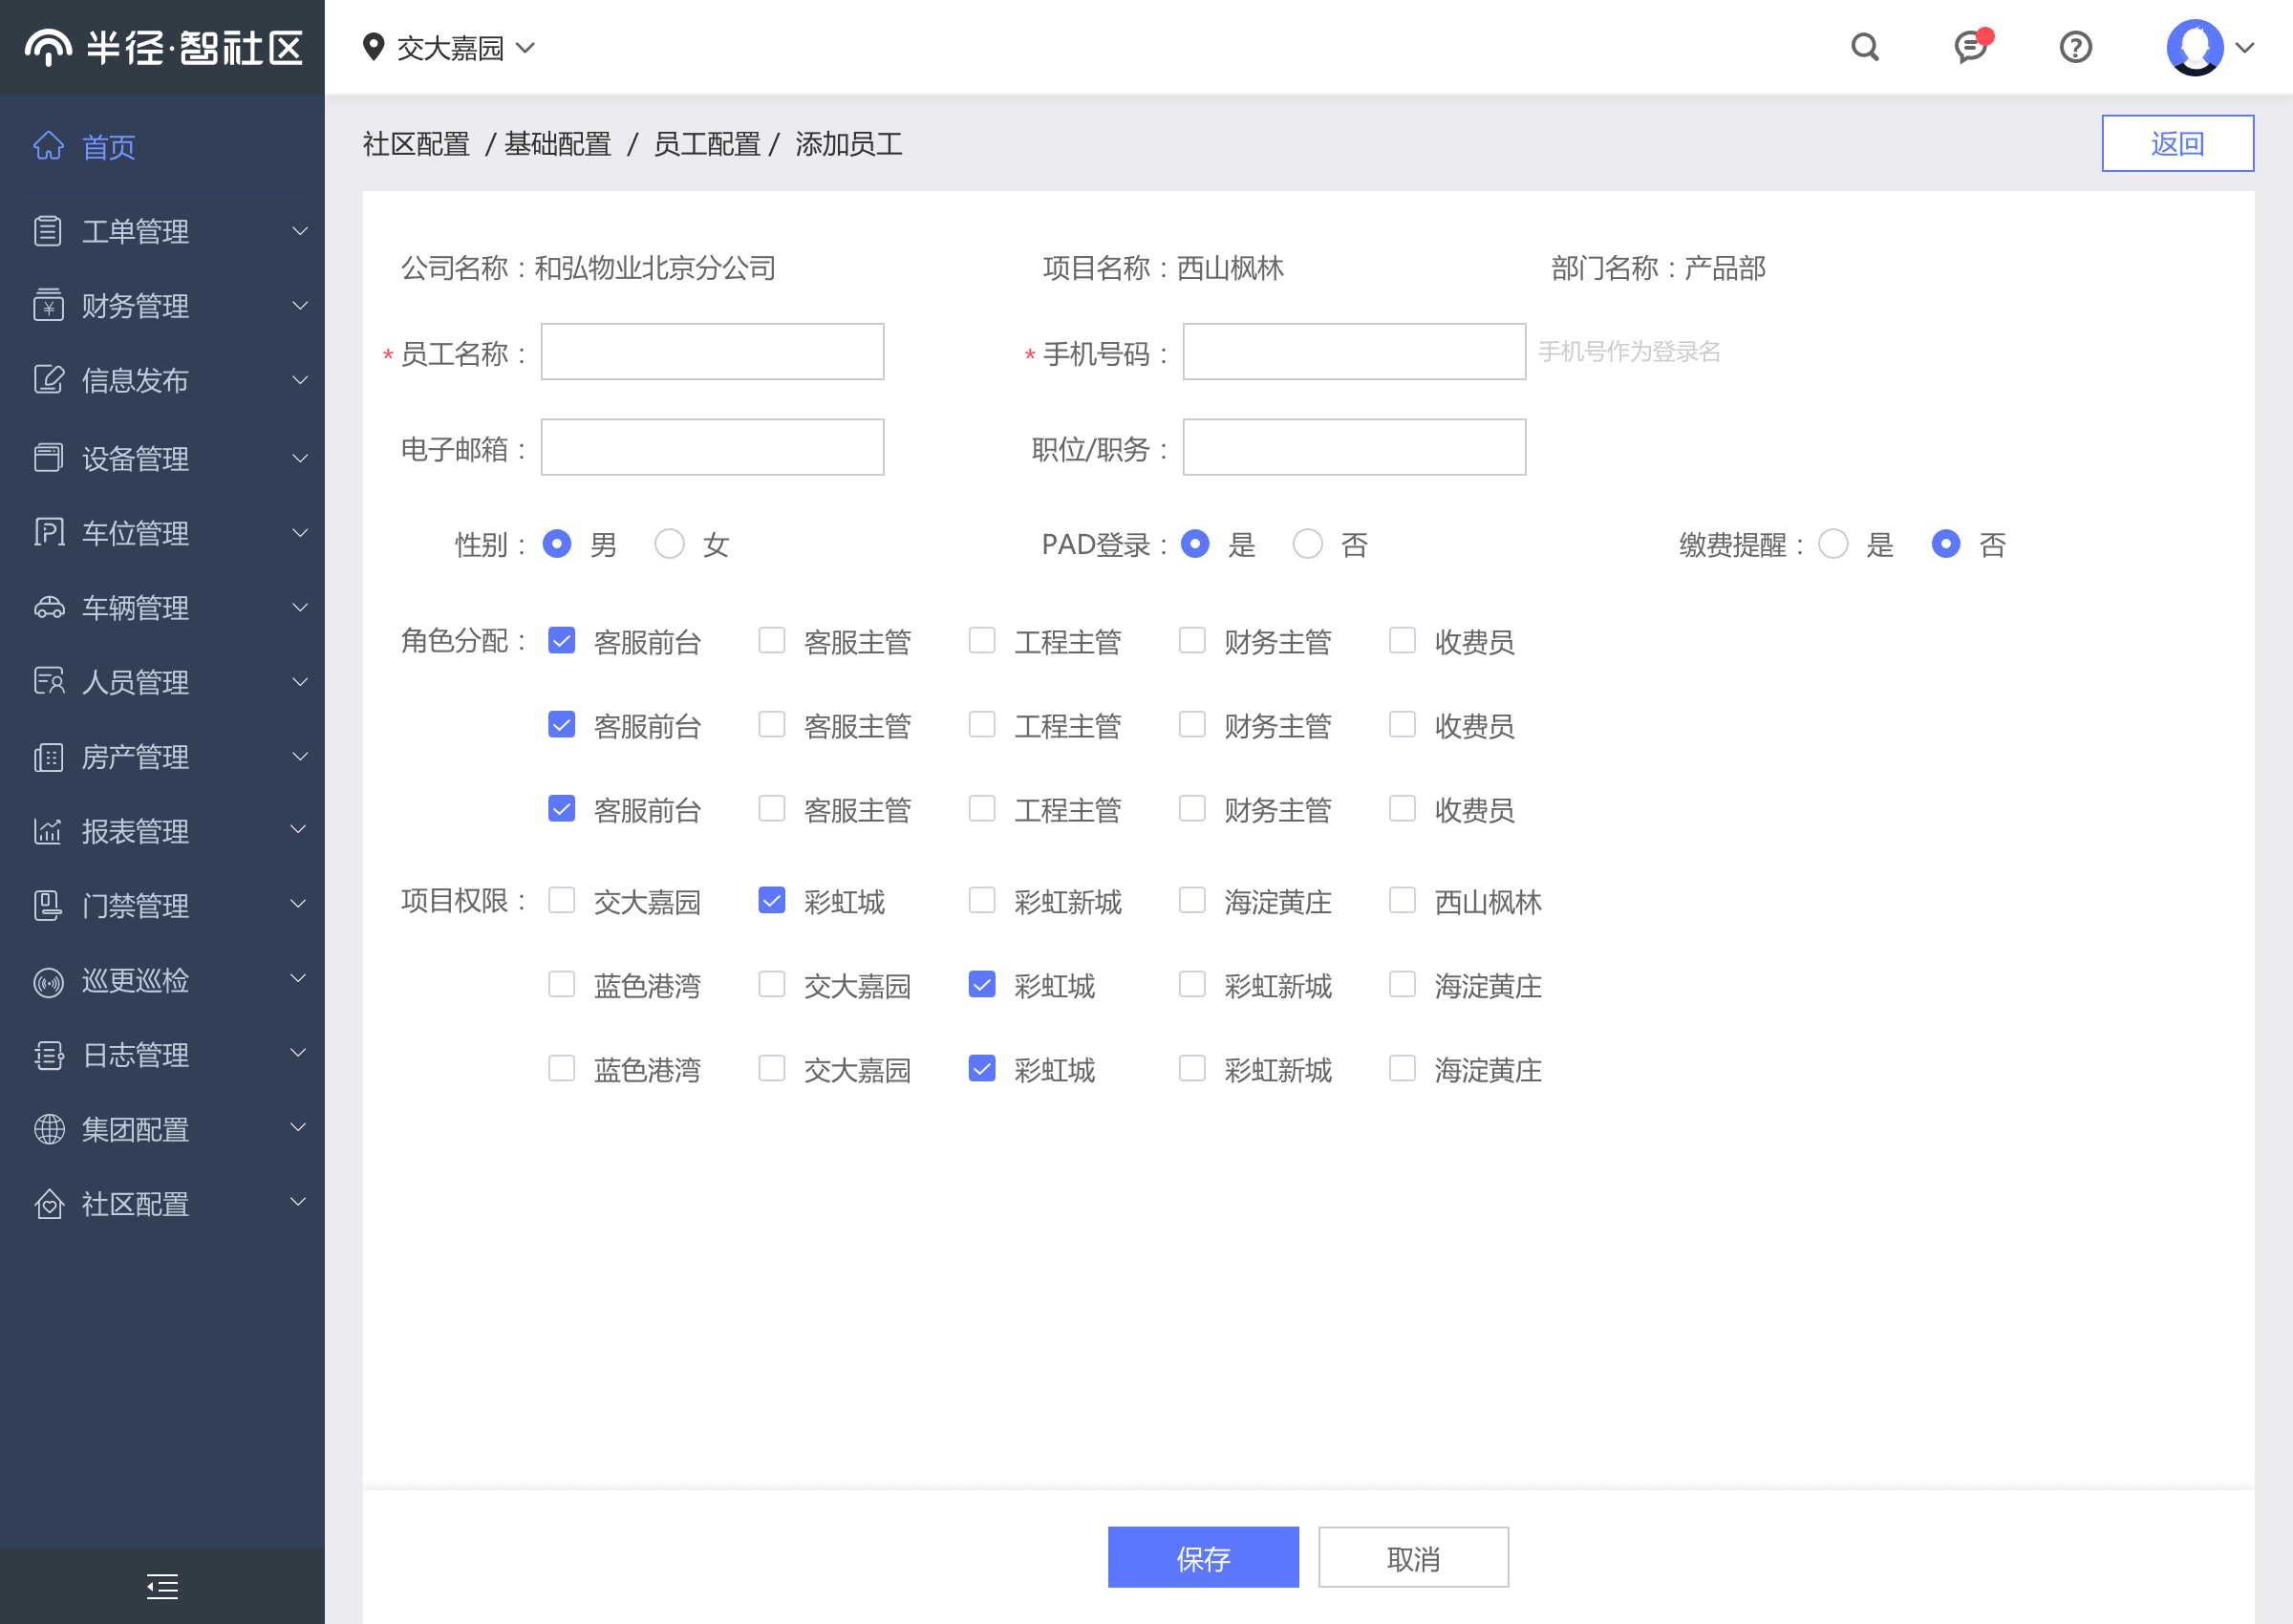 半径·智社区
交大嘉园
首页
工单管理
财务管理
信息发布
设备管理
车位管理
车辆管理
人员管理
房产管理
报表管理
门禁管理
巡更巡检
日志管理
集团配置
社区配置
社区配置 / 基础配置 / 员工配置 / 添加员工
返回
公司名称：和弘物业北京分公司 项目名称：西山枫林 部门名称：产品部
* 员工名称： * 手机号码： 手机号作为登录名
电子邮箱： 职位/职务：
性别： 男 女 PAD登录： 是 否 缴费提醒： 是 否
角色分配： 客服前台 客服主管 工程主管 财务主管 收费员
客服前台 客服主管 工程主管 财务主管 收费员
客服前台 客服主管 工程主管 财务主管 收费员
项目权限： 交大嘉园 彩虹城 彩虹新城 海淀黄庄 西山枫林
蓝色港湾 交大嘉园 彩虹城 彩虹新城 海淀黄庄
蓝色港湾 交大嘉园 彩虹城 彩虹新城 海淀黄庄
保存 取消